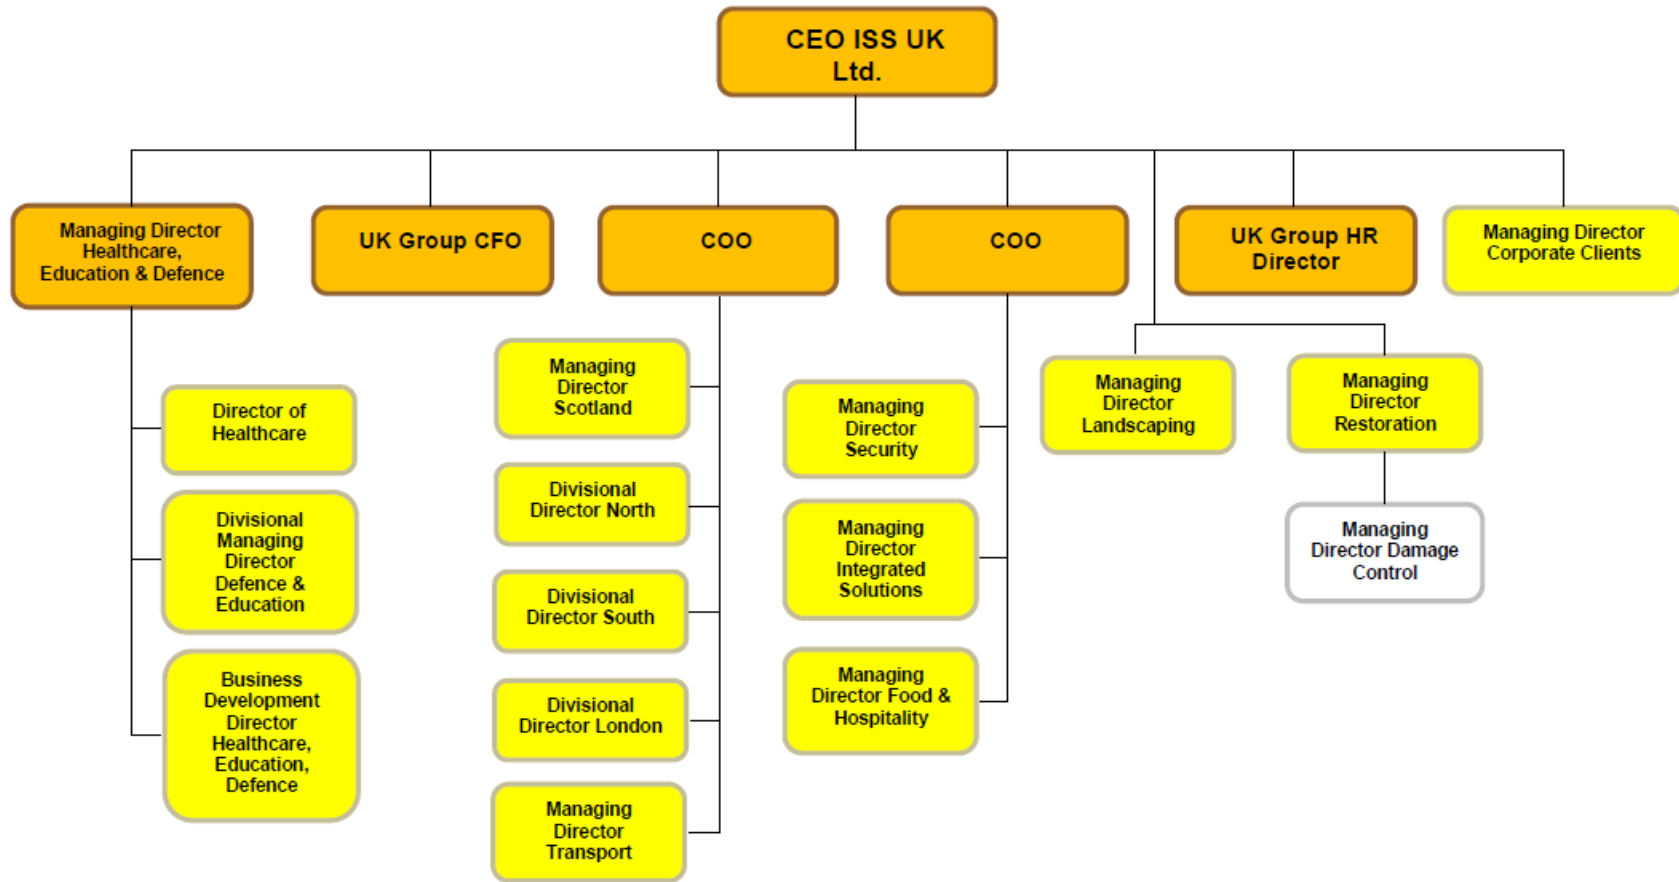 CEO ISS UK
Ltd.
Managing Director
Healthcare,
Education & Defence
UK Group CFO
COO
COO
UK Group HR
Director
Managing Director
Corporate Clients
Director of
Healthcare
Divisional
Managing
Director
Defence &
Education
Business
Development
Director
Healthcare,
Education,
Defence
Managing
Director
Scotland
Divisional
Director North
Divisional
Director South
Divisional
Director London
Managing
Director
Transport
Managing
Director
Security
Managing
Director
Integrated
Solutions
Managing
Director Food &
Hospitality
Managing
Director
Landscaping
Managing
Director
Restoration
Managing
Director Damage
Control